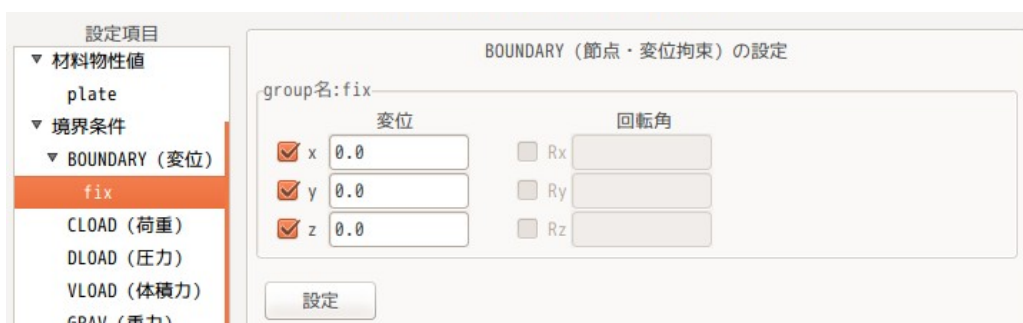 設定項目
▼ 材料物性値
plate
▼ 境界条件
▼ BOUNDARY (変位)
fix
CLOAD (荷重)
DLOAD (圧力)
VLOAD (体積力)
GRAV (重力)
BOUNDARY (節点・変位拘束) の設定
group名:fix
変位 回転角
x 0.0 Rx
y 0.0 Ry
z 0.0 Rz
設定